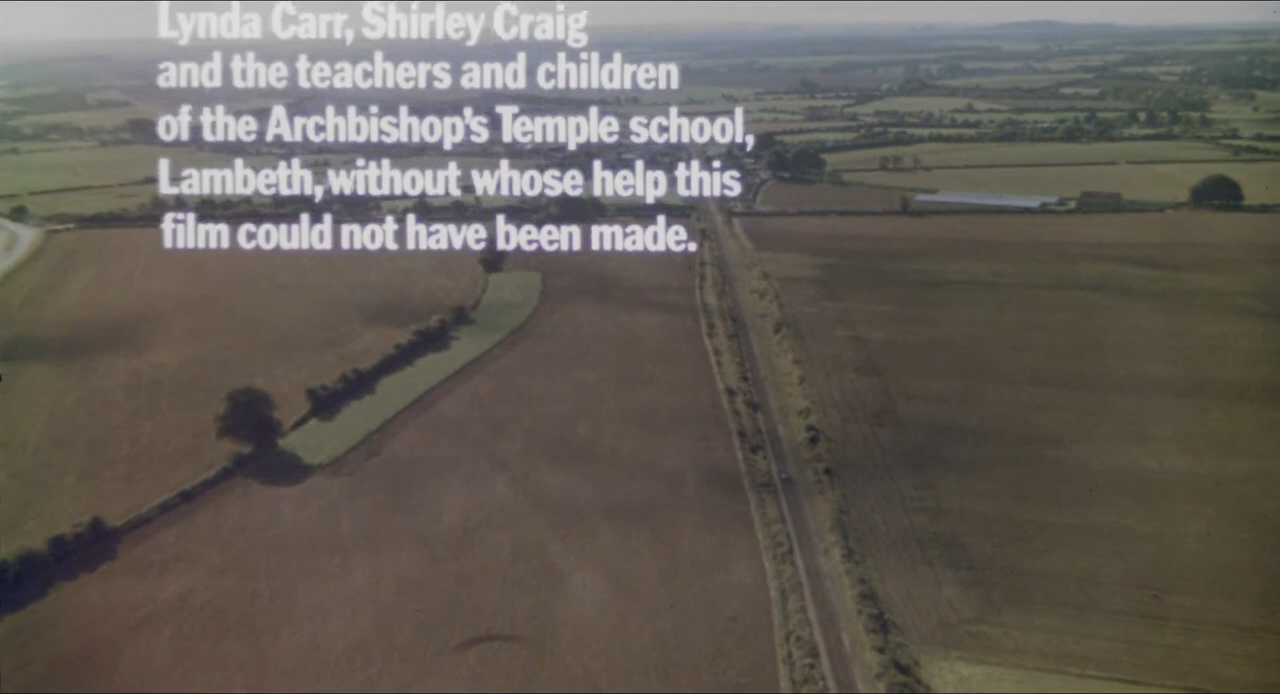 Lynda Carr, Shirley Craig
and the teachers and children
of the Archbishop's Temple school,
Lambeth, without whose help this
film could not have been made.